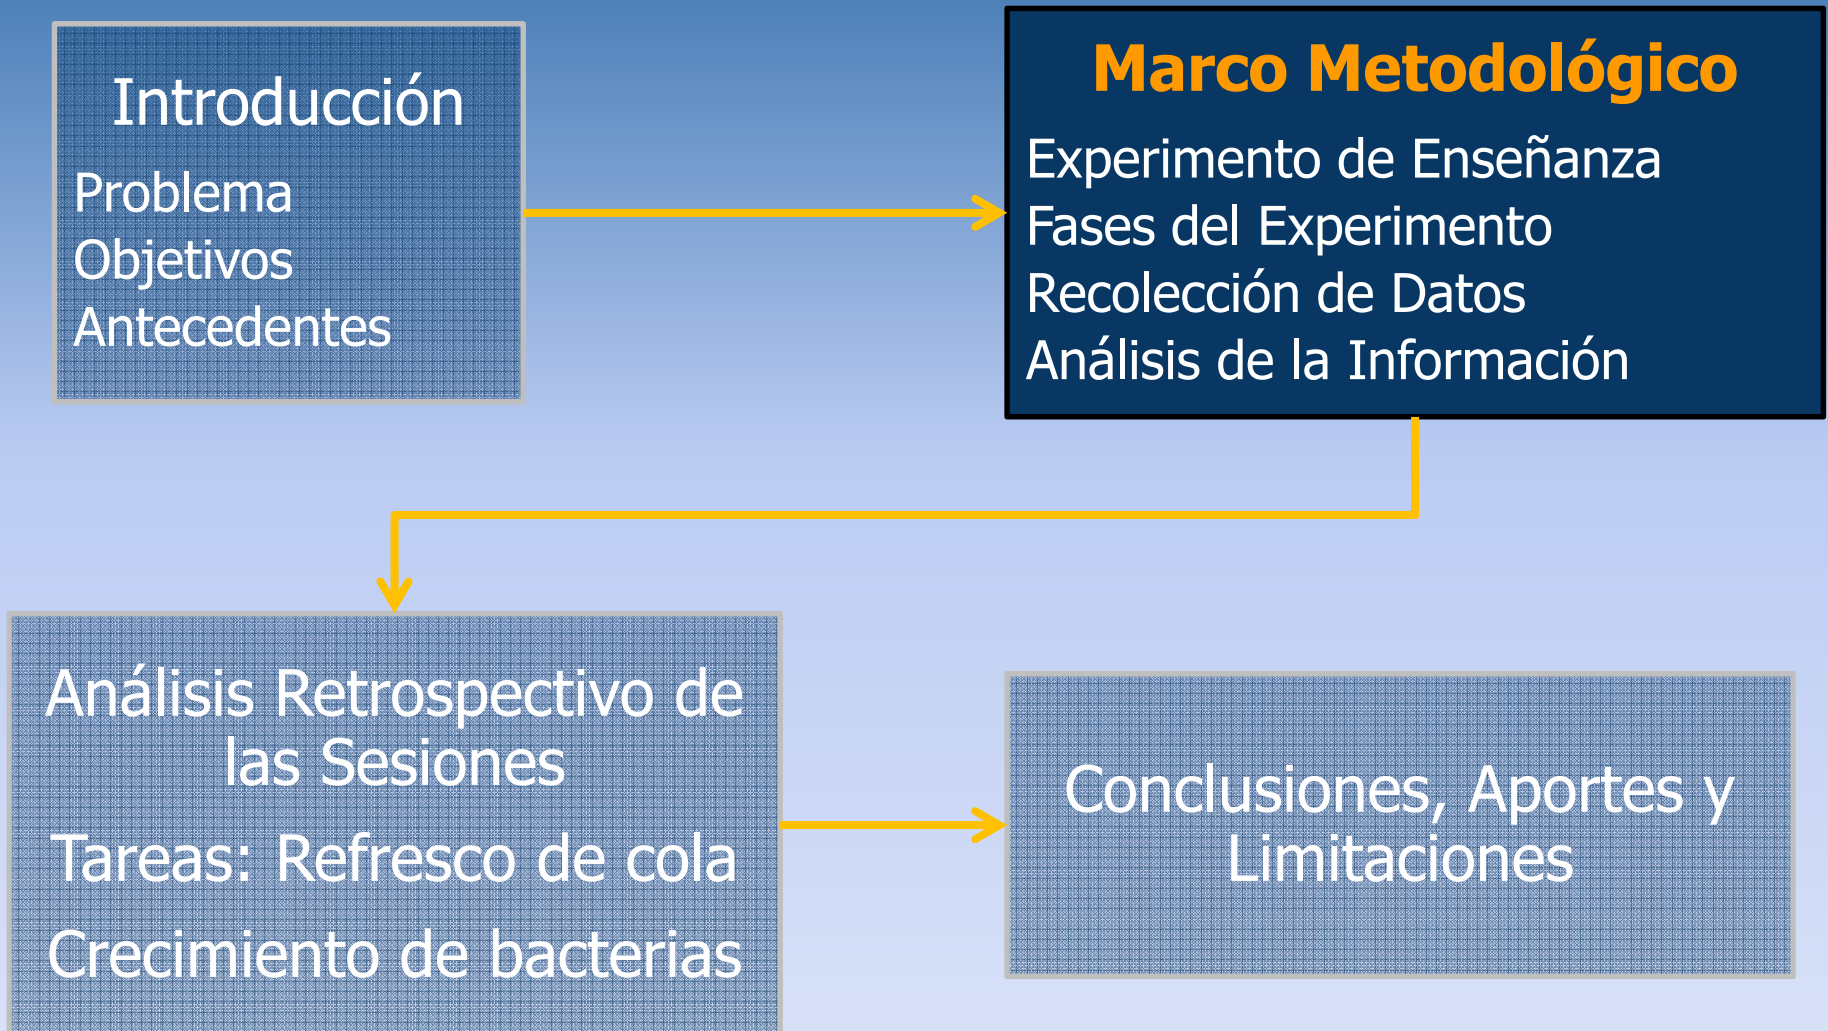 Introducción
Problema
Objetivos
Antecedentes
Marco Metodológico
Experimento de Enseñanza
Fases del Experimento
Recolección de Datos
Análisis de la Información
Análisis Retrospectivo de
las Sesiones
Tareas: Refresco de cola
Crecimiento de bacterias
Conclusiones, Aportes y
Limitaciones